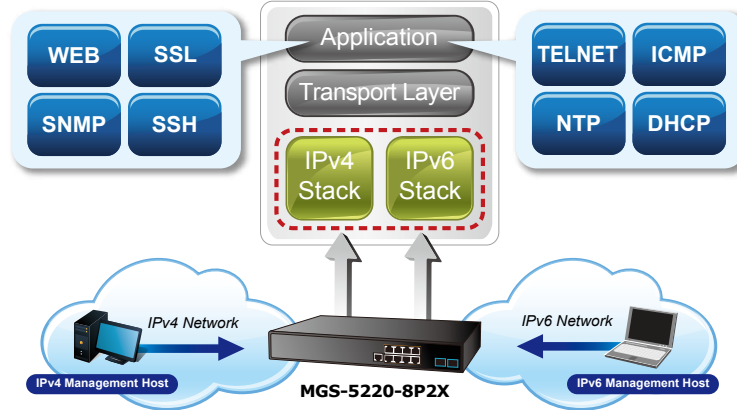 WEB
SSL
SNMP
SSH
Application
Transport Layer
IPv4
Stack
IPv6
Stack
TELNET
ICMP
NTP
DHCP
IPv4 Network
IPv4 Management Host
MGS-5220-8P2X
IPv6 Network
IPv6 Management Host